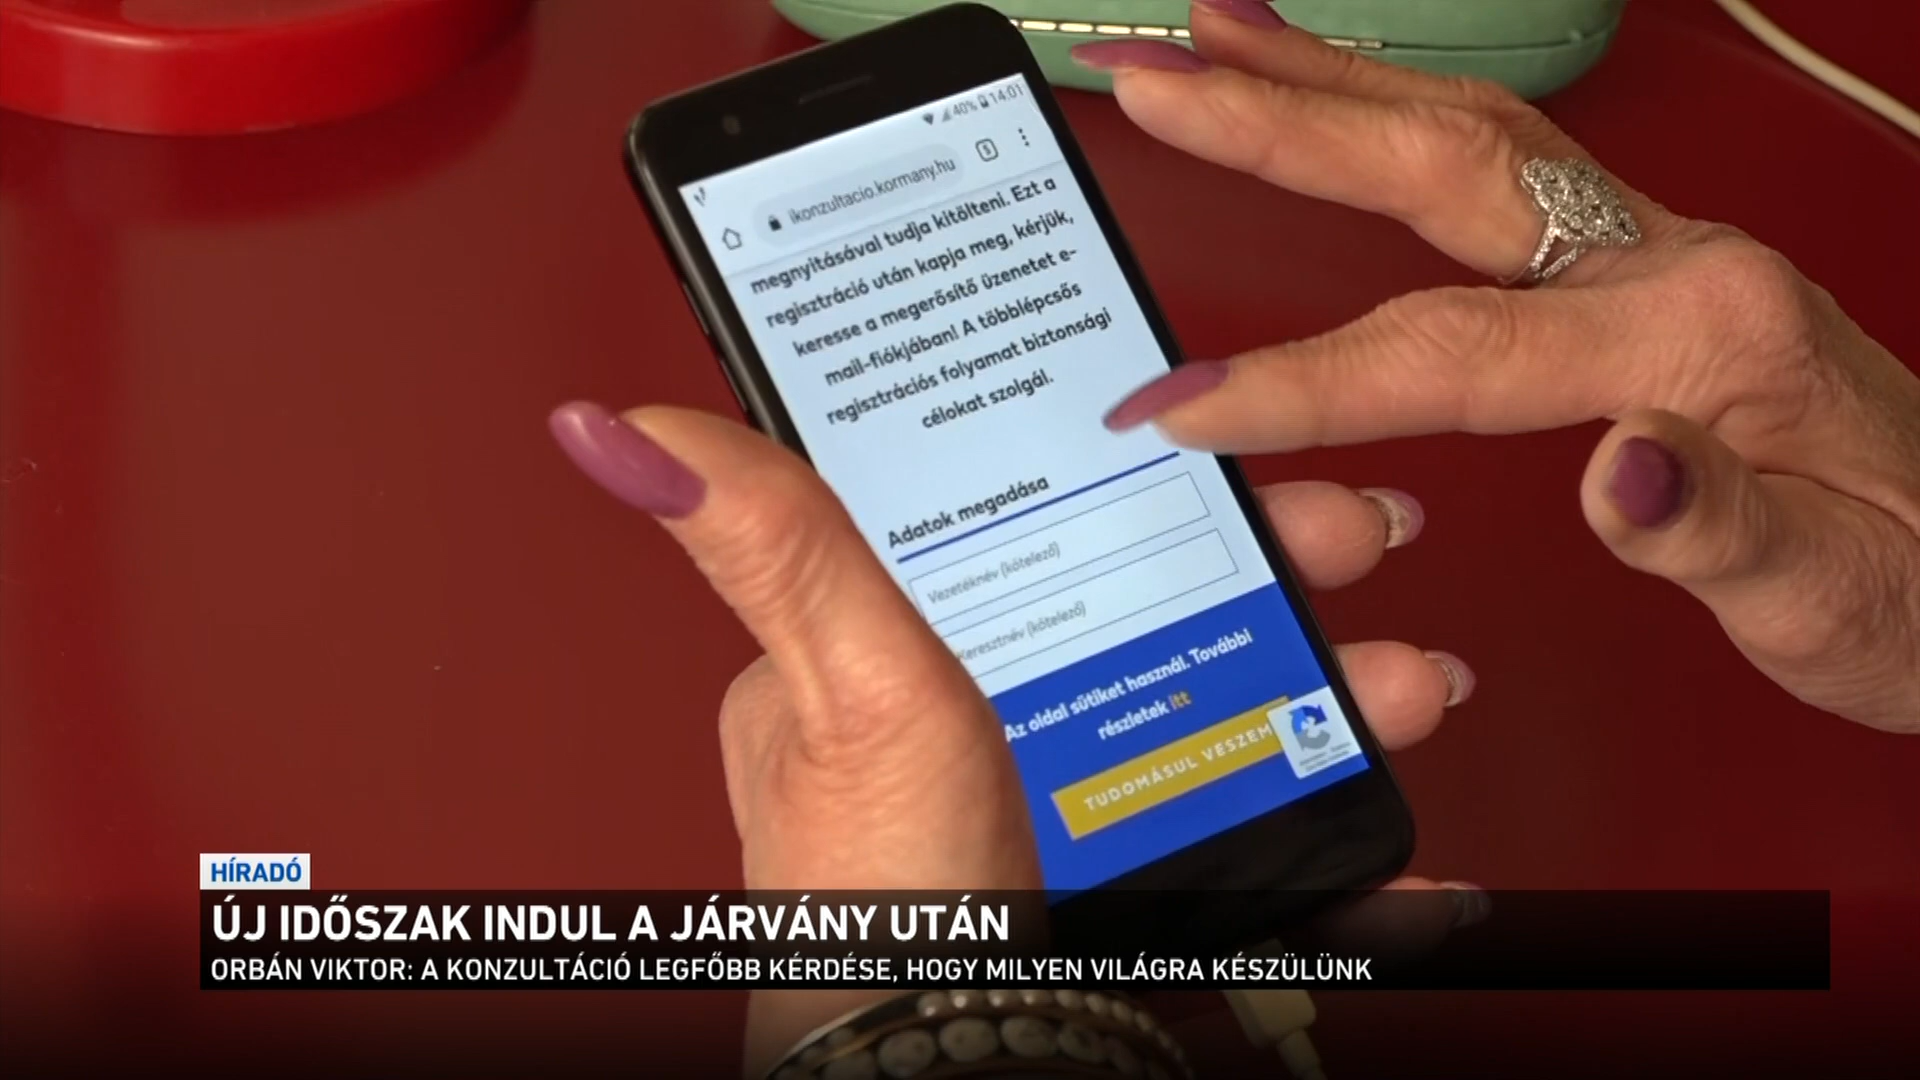 40% 14:01
ikonzultacio.kormany.hu
5
megnyitásával tudja kitölteni. Ezt a
regisztráció után kapja meg, kérjük,
keresse a megerősítő üzenetet e-
mail-fiókjában! A többlépcsős
regisztrációs folyamat biztonsági
célokat szolgál.
Adatok megadása
Vezetéknév (kötelező)
Keresztnév (kötelező)
Az oldal sütiket használ. További
részletek itt
TUDOMÁSUL VESZEM
HÍRADÓ
ÚJ IDŐSZAK INDUL A JÁRVÁNY UTÁN
ORBÁN VIKTOR: A KONZULTÁCIÓ LEGFŐBB KÉRDÉSE, HOGY MILYEN VILÁGRA KÉSZÜLÜNK